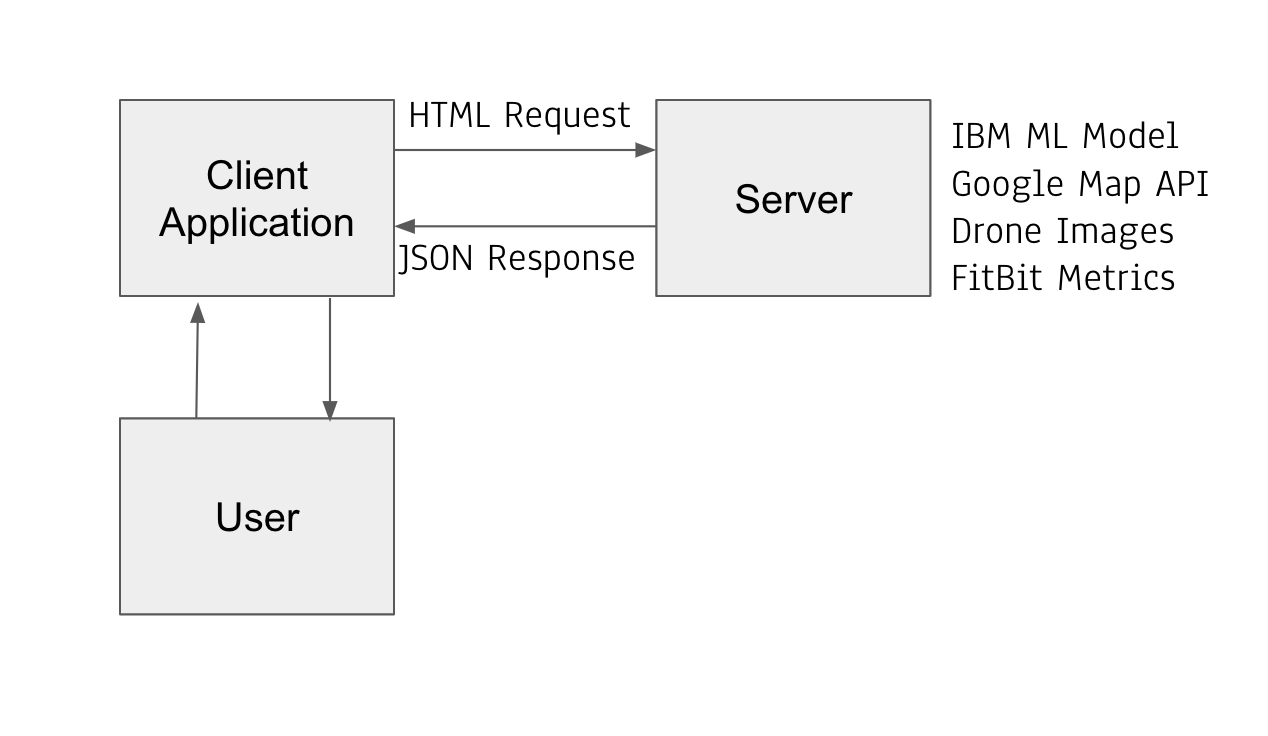 Client
Application
HTML Request
JSON Response
Server
IBM ML Model
Google Map API
Drone Images
FitBit Metrics
User